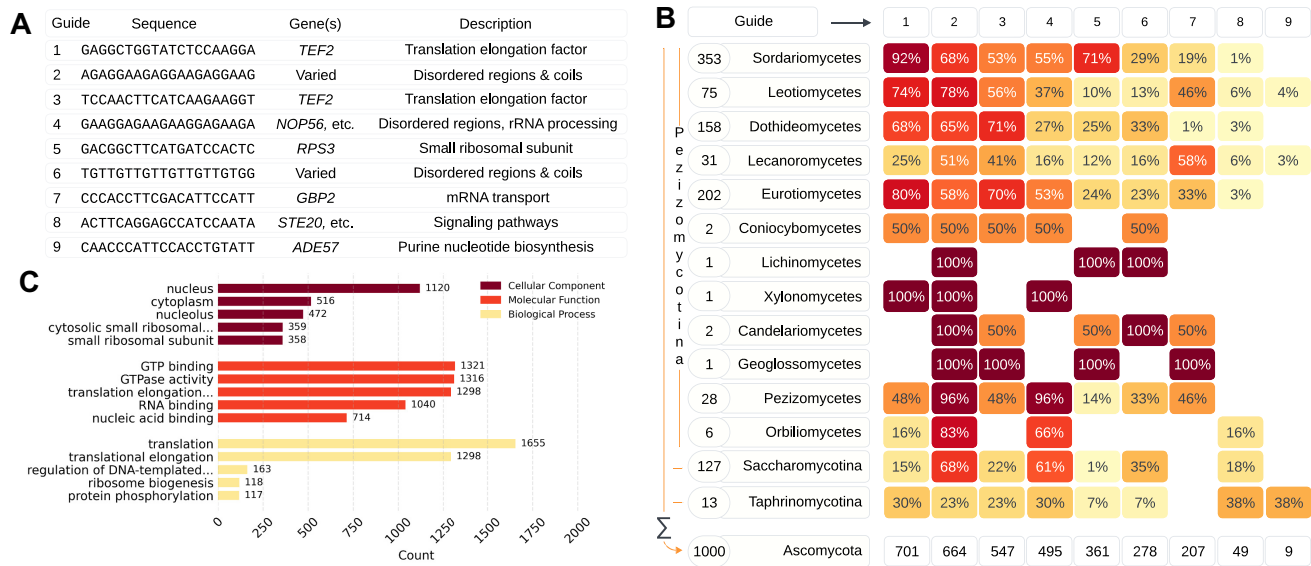 A
Guide Sequence Gene(s) Description
1 GAGGCTGGTATCTCCAAGGA TEF2 Translation elongation factor
2 AGAGGAAGAGGAAGAGGAAG Varied Disordered regions & coils
3 TCCAACTTCATCAAGAAGGT TEF2 Translation elongation factor
4 GAAGGAGAAGAAGGAGAAGA NOP56, etc. Disordered regions, rRNA processing
5 GACGGCTTCATGATCCACTC RPS3 Small ribosomal subunit
6 TGTTGTTGTTGTTGTTGTGG Varied Disordered regions & coils
7 CCCACCTTCGACATTCCATT GBP2 mRNA transport
8 ACTTCAGGAGCCATCCAATA STE20, etc. Signaling pathways
9 CAACCCATTCCACCTGTATT ADE57 Purine nucleotide biosynthesis
B
Guide 1 2 3 4 5 6 7 8 9
Pezizomycotina
353 Sordariomycetes 92% 68% 53% 55% 71% 29% 19% 1%
75 Leotiomycetes 74% 78% 56% 37% 10% 13% 46% 6% 4%
158 Dothideomycetes 68% 65% 71% 27% 25% 33% 1% 3%
31 Lecanoromycetes 25% 51% 41% 16% 12% 16% 58% 6% 3%
202 Eurotiomycetes 80% 58% 70% 53% 24% 23% 33% 3%
2 Coniocybomycetes 50% 50% 50% 50% 50%
1 Lichinomycetes 100% 100% 100%
1 Xylonomycetes 100% 100% 100%
2 Candelariomycetes 100% 50% 50% 100% 50%
1 Geoglossomycetes 100% 100% 100% 100%
28 Pezizomycetes 48% 96% 48% 96% 14% 33% 46%
6 Orbiliomycetes 16% 83% 66% 16%
127 Saccharomycotina 15% 68% 22% 61% 1% 35% 18%
13 Taphrinomycotina 30% 23% 23% 30% 7% 7% 38% 38%
∑
1000 Ascomycota 701 664 547 495 361 278 207 49 9
C
nucleus 1120
cytoplasm 516
nucleolus 472
cytosolic small ribosomal... 359
small ribosomal subunit 358
GTP binding 1321
GTPase activity 1316
translation elongation... 1298
RNA binding 1040
nucleic acid binding 714
translation 1655
translational elongation 1298
regulation of DNA-templated... 163
ribosome biogenesis 118
protein phosphorylation 117
Cellular Component
Molecular Function
Biological Process
0 250 500 750 1000 1250 1500 1750 2000
Count